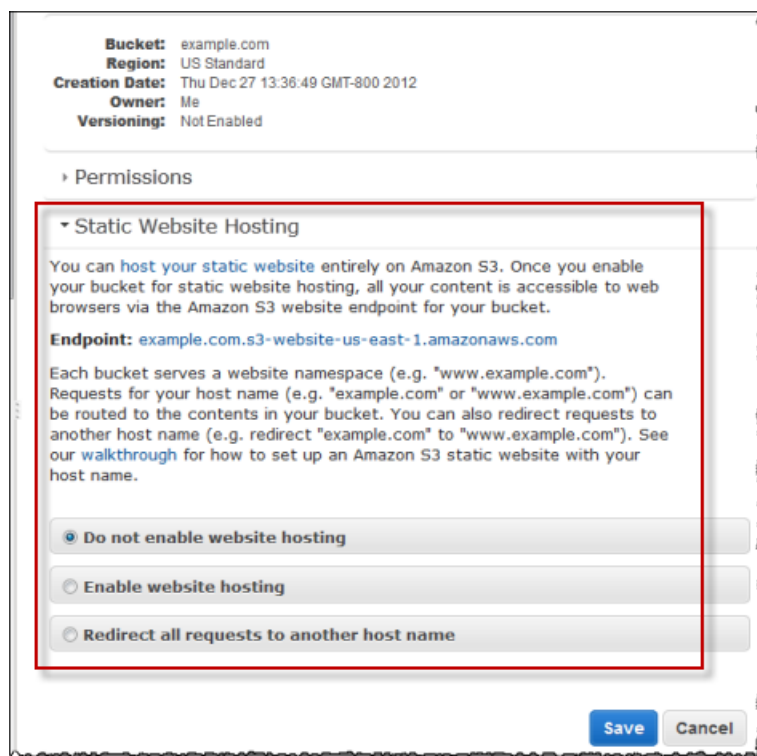 Bucket: example.com
Region: US Standard
Creation Date: Thu Dec 27 13:36:49 GMT-800 2012
Owner: Me
Versioning: Not Enabled
Permissions
Static Website Hosting
You can host your static website entirely on Amazon S3. Once you enable
your bucket for static website hosting, all your content is accessible to web
browsers via the Amazon S3 website endpoint for your bucket.
Endpoint: example.com.s3-website-us-east-1.amazonaws.com
Each bucket serves a website namespace (e.g. "www.example.com").
Requests for your host name (e.g. "example.com" or "www.example.com") can
be routed to the contents in your bucket. You can also redirect requests to
another host name (e.g. redirect "example.com" to "www.example.com"). See
our walkthrough for how to set up an Amazon S3 static website with your
host name.
Do not enable website hosting
Enable website hosting
Redirect all requests to another host name
Save Cancel